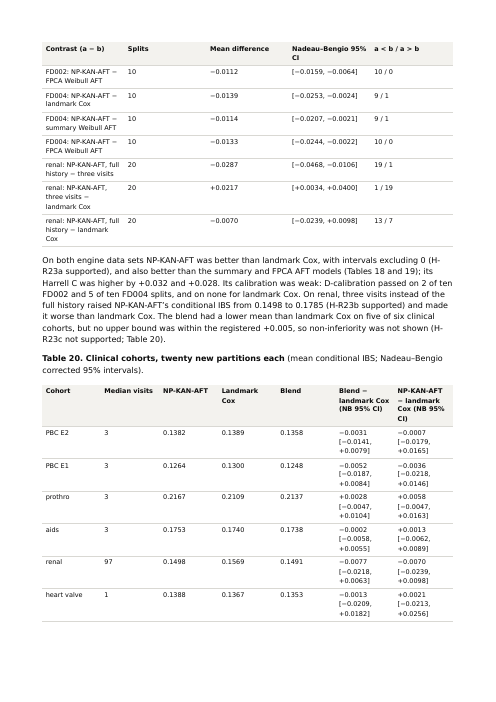 Contrast (a − b) Splits Mean difference Nadeau–Bengio 95% CI a < b / a > b
FD002: NP-KAN-AFT − FPCA Weibull AFT 10 −0.0112 [−0.0159, −0.0064] 10 / 0
FD004: NP-KAN-AFT − landmark Cox 10 −0.0139 [−0.0253, −0.0024] 9 / 1
FD004: NP-KAN-AFT − summary Weibull AFT 10 −0.0114 [−0.0207, −0.0021] 9 / 1
FD004: NP-KAN-AFT − FPCA Weibull AFT 10 −0.0133 [−0.0244, −0.0022] 10 / 0
renal: NP-KAN-AFT, full history − three visits 20 −0.0287 [−0.0468, −0.0106] 19 / 1
renal: NP-KAN-AFT, three visits − landmark Cox 20 +0.0217 [+0.0034, +0.0400] 1 / 19
renal: NP-KAN-AFT, full history − landmark Cox 20 −0.0070 [−0.0239, +0.0098] 13 / 7
On both engine data sets NP-KAN-AFT was better than landmark Cox, with intervals excluding 0 (H-
R23a supported), and also better than the summary and FPCA AFT models (Tables 18 and 19); its
Harrell C was higher by +0.032 and +0.028. Its calibration was weak: D-calibration passed on 2 of ten
FD002 and 5 of ten FD004 splits, and on none for landmark Cox. On renal, three visits instead of the
full history raised NP-KAN-AFT’s conditional IBS from 0.1498 to 0.1785 (H-R23b supported) and made
it worse than landmark Cox. The blend had a lower mean than landmark Cox on five of six clinical
cohorts, but no upper bound was within the registered +0.005, so non-inferiority was not shown (H-
R23c not supported; Table 20).
Table 20. Clinical cohorts, twenty new partitions each (mean conditional IBS; Nadeau–Bengio
corrected 95% intervals).
Cohort Median visits NP-KAN-AFT Landmark Cox Blend Blend − landmark Cox (NB 95% CI) NP-KAN-AFT − landmark Cox (NB 95% CI)
PBC E2 3 0.1382 0.1389 0.1358 −0.0031 [−0.0141, +0.0079] −0.0007 [−0.0179, +0.0165]
PBC E1 3 0.1264 0.1300 0.1248 −0.0052 [−0.0187, +0.0084] −0.0036 [−0.0218, +0.0146]
prothro 3 0.2167 0.2109 0.2137 +0.0028 [−0.0047, +0.0104] +0.0058 [−0.0047, +0.0163]
aids 3 0.1753 0.1740 0.1738 −0.0002 [−0.0058, +0.0055] +0.0013 [−0.0062, +0.0089]
renal 97 0.1498 0.1569 0.1491 −0.0077 [−0.0218, +0.0063] −0.0070 [−0.0239, +0.0098]
heart valve 1 0.1388 0.1367 0.1353 −0.0013 [−0.0209, +0.0182] +0.0021 [−0.0213, +0.0256]